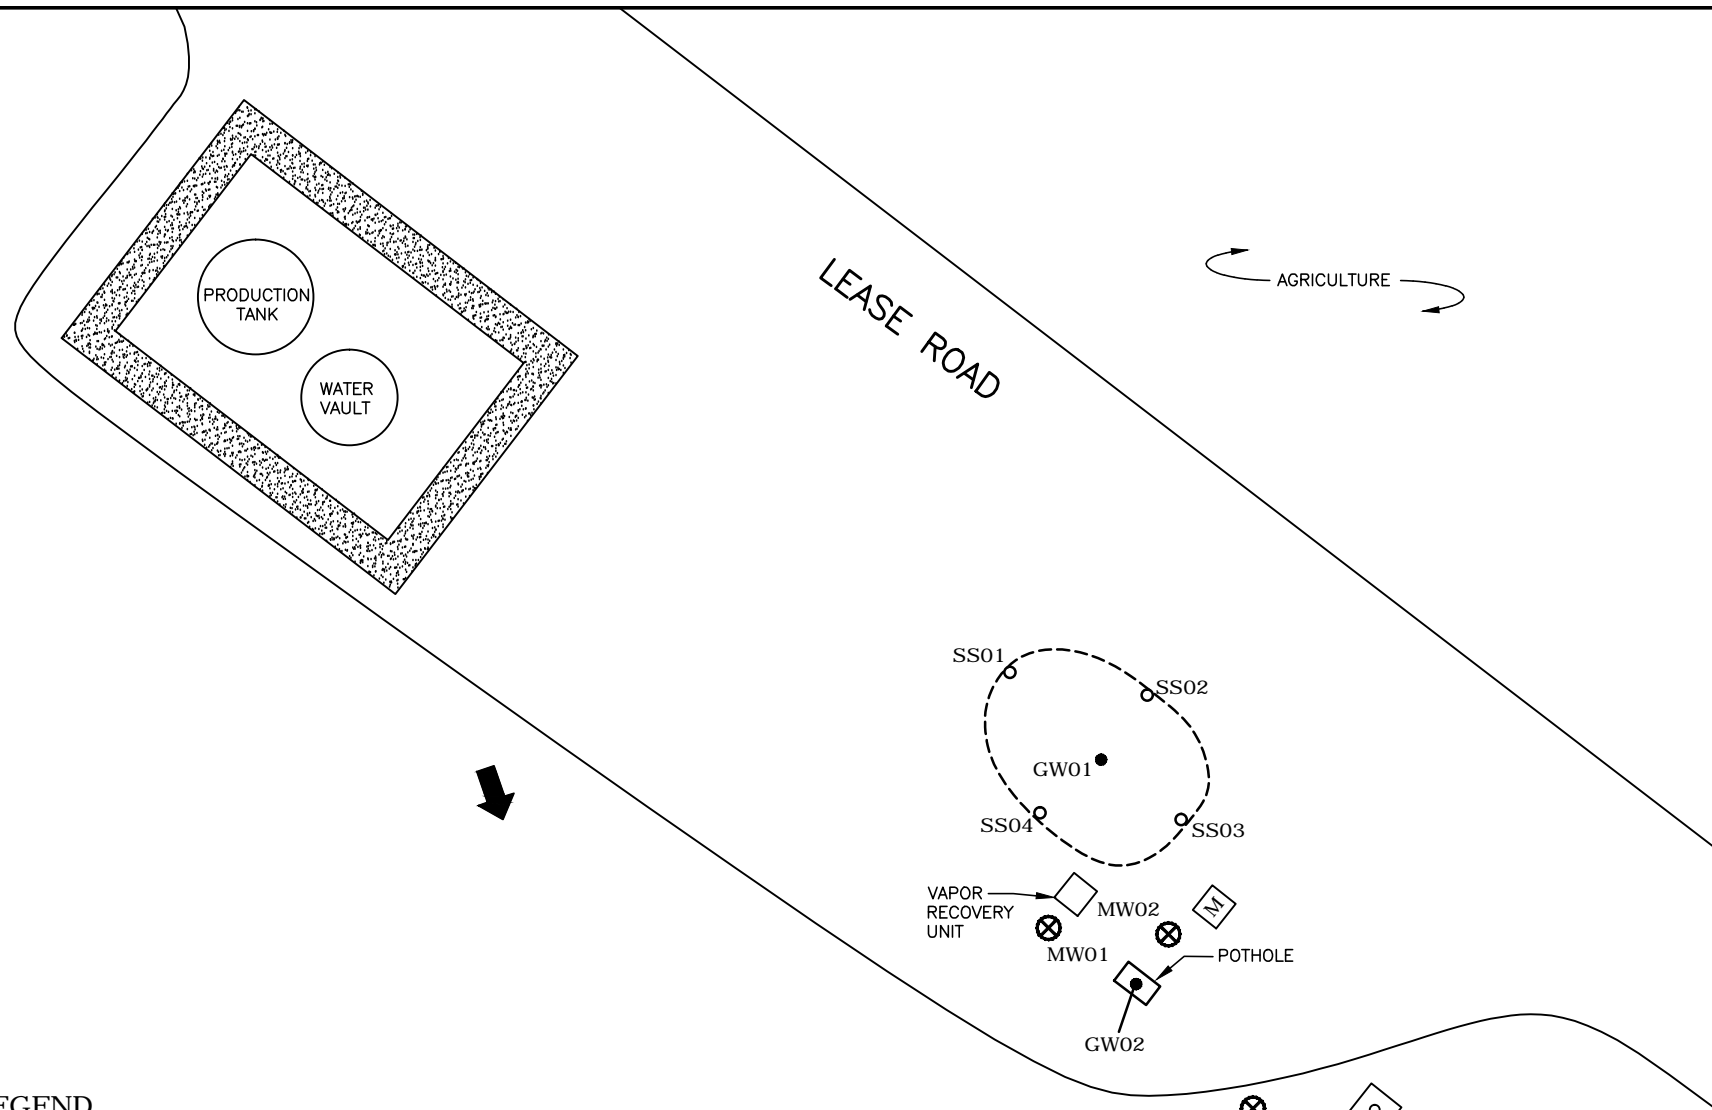 AGRICULTURE
PRODUCTION
TANK
LEASE ROAD
WATER
VAULT
SS01
SS02
GW01
SS04
SS03
VAPOR
RECOVERY
UNIT
MW02
M
MW01
POTHOLE
GW02
EGEND